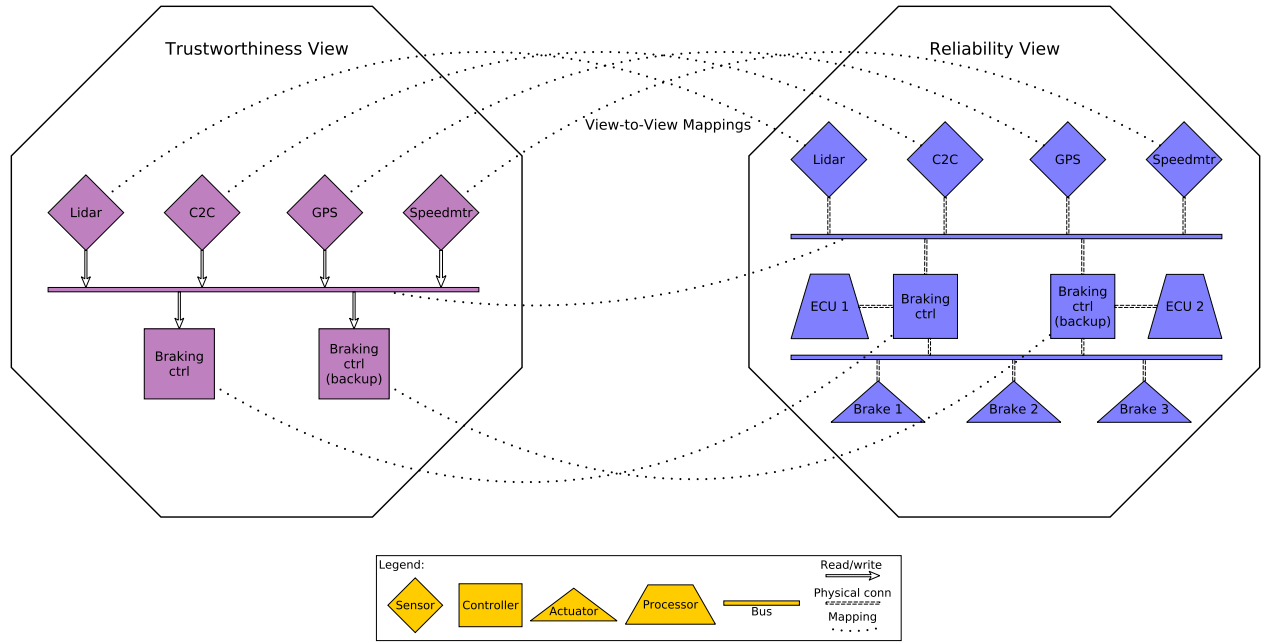 Trustworthiness View
Reliability View
View-to-View Mappings
Lidar
C2C
GPS
Speedmtr
Braking
ctrl
Braking
ctrl
(backup)
Lidar
C2C
GPS
Speedmtr
ECU 1
Braking
ctrl
Braking
ctrl
(backup)
ECU 2
Brake 1
Brake 2
Brake 3
Legend:
Sensor
Controller
Actuator
Processor
Bus
Read/write
Physical conn
Mapping